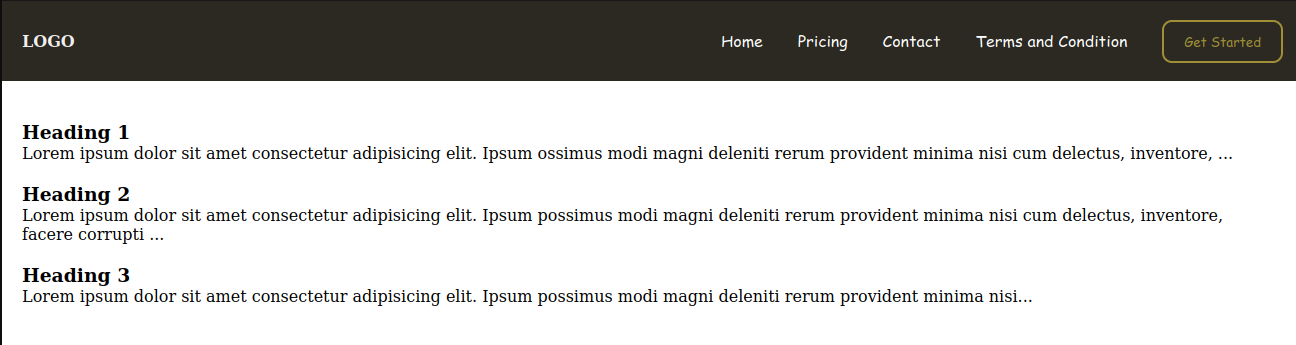 LOGO
Home Pricing Contact Terms and Condition Get Started
Heading 1
Lorem ipsum dolor sit amet consectetur adipisicing elit. Ipsum ossimus modi magni deleniti rerum provident minima nisi cum delectus, inventore, ...
Heading 2
Lorem ipsum dolor sit amet consectetur adipisicing elit. Ipsum possimus modi magni deleniti rerum provident minima nisi cum delectus, inventore,
facere corrupti ...
Heading 3
Lorem ipsum dolor sit amet consectetur adipisicing elit. Ipsum possimus modi magni deleniti rerum provident minima nisi...